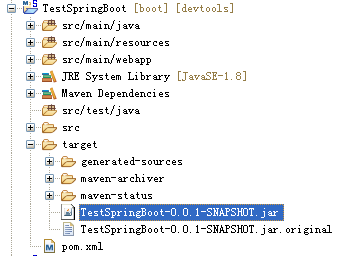 TestSpringBoot [boot] [devtools]
src/main/java
src/main/resources
src/main/webapp
JRE System Library [JavaSE-1.8]
Maven Dependencies
src/test/java
src
target
generated-sources
maven-archiver
maven-status
TestSpringBoot-0.0.1-SNAPSHOT.jar
TestSpringBoot-0.0.1-SNAPSHOT.jar.original
pom.xml